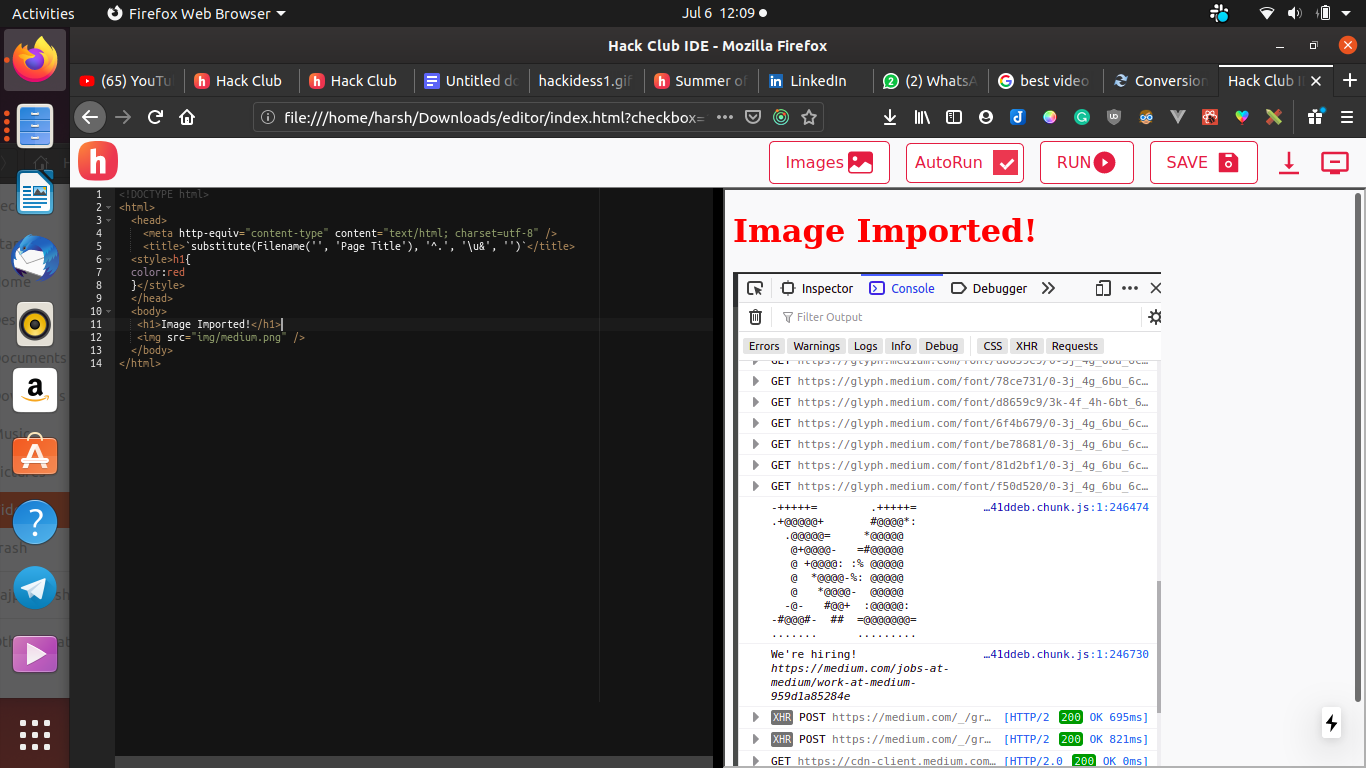 Activities Firefox Web Browser Jul 6 12:09
Hack Club IDE - Mozilla Firefox
(65) YouTu Hack Club Hack Club Untitled do hackidess1.gif Summer of LinkedIn (2) WhatsA best video Conversion Hack Club I
file:///home/harsh/Downloads/editor/index.html?checkbox=
h Images AutoRun RUN SAVE
1 <!DOCTYPE html>
2 <html>
3 <head>
4 <meta http-equiv="content-type" content="text/html; charset=utf-8" />
5 <title>`substitute(Filename('', 'Page Title'), '^.', '\u&', '')`</title>
6 <style>h1{
7 color:red
8 }</style>
9 </head>
10 <body>
11 <h1>Image Imported!</h1>
12 <img src="img/medium.png" />
13 </body>
14 </html>
Image Imported!
Inspector Console Debugger
Filter Output
Errors Warnings Logs Info Debug CSS XHR Requests
GET https://glyph.medium.com/font/d8659c9/0-3j_4g_6bu_6c…
GET https://glyph.medium.com/font/78ce731/0-3j_4g_6bu_6c…
GET https://glyph.medium.com/font/d8659c9/3k-4f_4h-6bt_6…
GET https://glyph.medium.com/font/6f4b679/0-3j_4g_6bu_6c…
GET https://glyph.medium.com/font/be78681/0-3j_4g_6bu_6c…
GET https://glyph.medium.com/font/81d2bf1/0-3j_4g_6bu_6c…
GET https://glyph.medium.com/font/f50d520/0-3j_4g_6bu_6c…
-+++++=        .+++++= …41ddeb.chunk.js:1:246474
.+@@@@@+       #@@@@*:
  .@@@@@=     *@@@@@
   @+@@@@-   =#@@@@@
   @ +@@@@: :% @@@@@
   @  *@@@@-%: @@@@@
   @   *@@@@-  @@@@@
  -@-   #@@+  :@@@@@:
-#@@@#-  ##  =@@@@@@@=
.......      .........
We're hiring! …41ddeb.chunk.js:1:246730
https://medium.com/jobs-at-
medium/work-at-medium-
959d1a85284e
XHR POST https://medium.com/_/gr… [HTTP/2 200 OK 695ms]
XHR POST https://medium.com/_/gr… [HTTP/2 200 OK 821ms]
GET https://cdn-client.medium.com… [HTTP/2.0 200 OK 0ms]